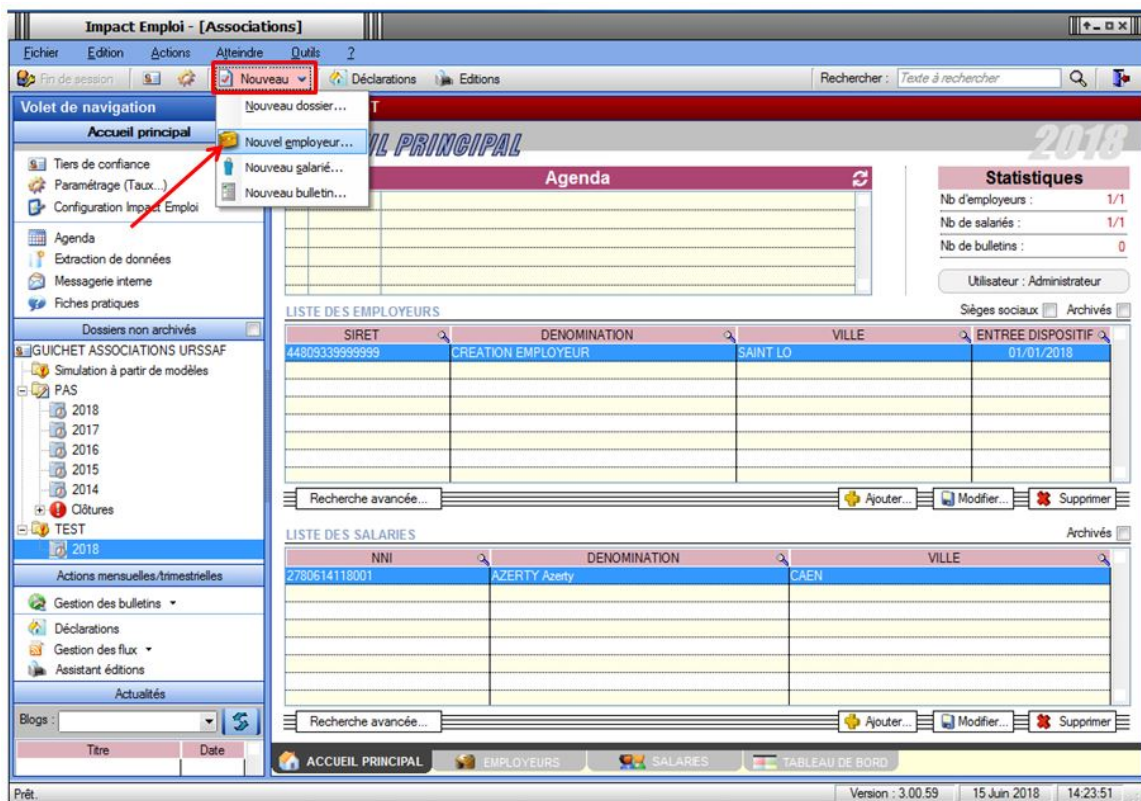 Impact Emploi - [Associations]
Fichier Edition Actions Atteindre Outils ?
Fin de session Nouveau Déclarations Editions Rechercher : Texte à rechercher
Volet de navigation T
Accueil principal
Nouveau dossier...
Nouvel employeur...
Nouveau salarié...
Nouveau bulletin...
IL PRINCIPAL
2018
Tiers de confiance
Paramétrage (Taux...)
Configuration Impact Emploi
Agenda
Extraction de données
Messagerie interne
Fiches pratiques
Dossiers non archivés
GUICHET ASSOCIATIONS URSSAF
Simulation à partir de modèles
PAS
2018
2017
2016
2015
2014
Clôtures
TEST
2018
Actions mensuelles/trimestrielles
Gestion des bulletins
Déclarations
Gestion des flux
Assistant éditions
Actualités
Blogs :
Titre Date
Agenda
Statistiques
Nb d'employeurs : 1/1
Nb de salariés : 1/1
Nb de bulletins : 0
Utilisateur : Administrateur
LISTE DES EMPLOYEURS Sièges sociaux Archivés
SIRET DENOMINATION VILLE ENTREE DISPOSITIF
44809339999999 CREATION EMPLOYEUR SAINT LO 01/01/2018
Recherche avancée... Ajouter... Modifier... Supprimer
LISTE DES SALARIES Archivés
NNI DENOMINATION VILLE
2780614118001 AZERTY Azerty CAEN
Recherche avancée... Ajouter... Modifier... Supprimer
ACCUEIL PRINCIPAL EMPLOYEURS SALARIES TABLEAU DE BORD
Prêt. Version : 3.00.59 15 Juin 2018 14:23:51